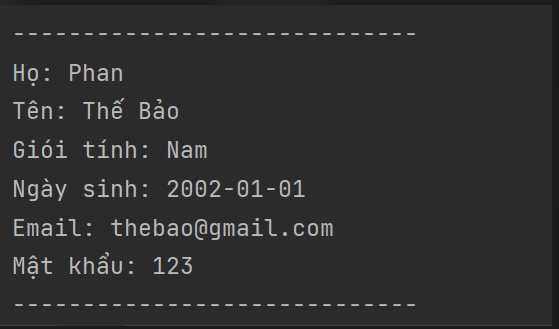 -----------------------------
Họ: Phan
Tên: Thế Bảo
Giói tính: Nam
Ngày sinh: 2002-01-01
Email: thebao@gmail.com
Mật khẩu: 123
-----------------------------